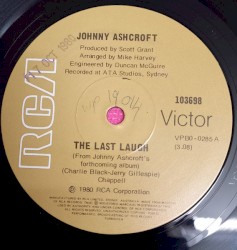 JOHNNY ASHCROFT
Produced by Scott Grant
Arranged by Mike Harvey
Engineered by Duncan McGuire
Recorded at ATA Studios, Sydney
RCA
Victor
103698
VPDO-0285 A
(3.08)
THE LAST LAUGH
(From Johnny Ashcroft's
forthcoming album)
(Charlie Black-Jerry Gillespie)
Chappell
℗ 1980 RCA Corporation